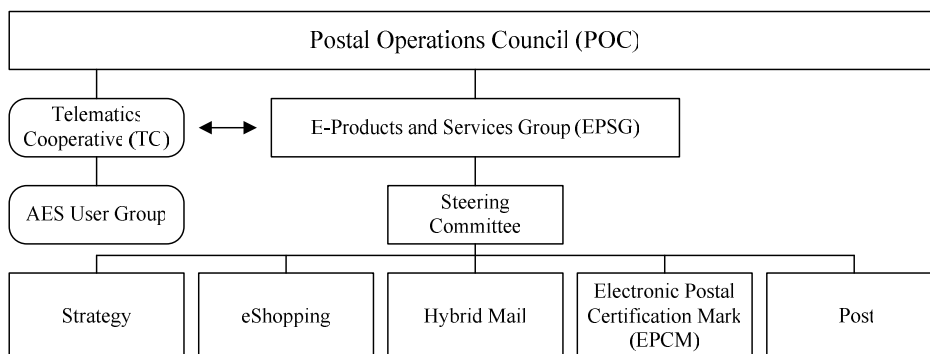 Postal Operations Council (POC)
Telematics
Cooperative (TC)
E-Products and Services Group (EPSG)
AES User Group
Steering
Committee
Strategy
eShopping
Hybrid Mail
Electronic Postal
Certification Mark
(EPCM)
Post